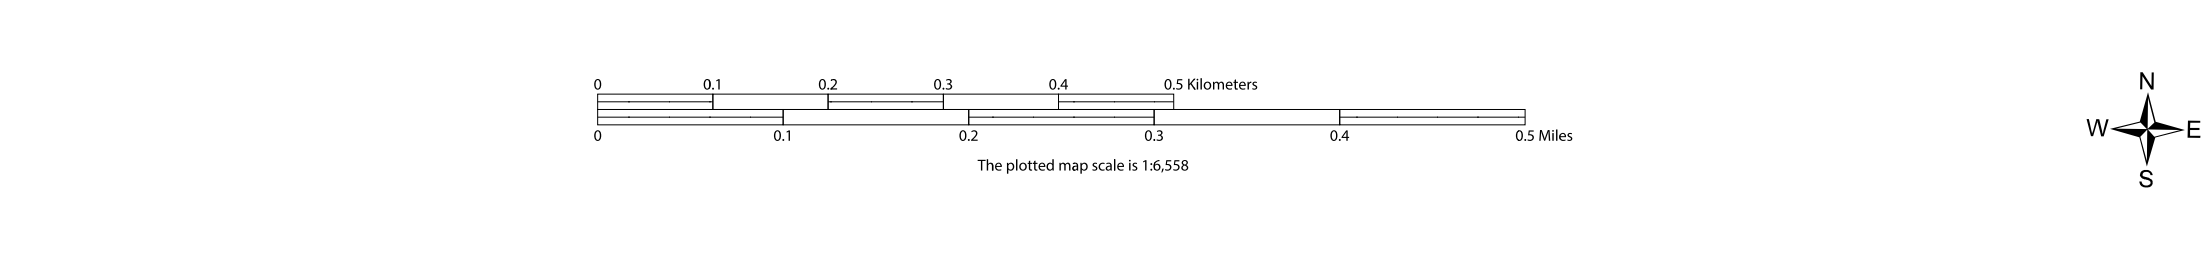 0 0.1 0.2 0.3 0.4 0.5 Kilometers
0 0.1 0.2 0.3 0.4 0.5 Miles
The plotted map scale is 1:6,558
N
W E
S